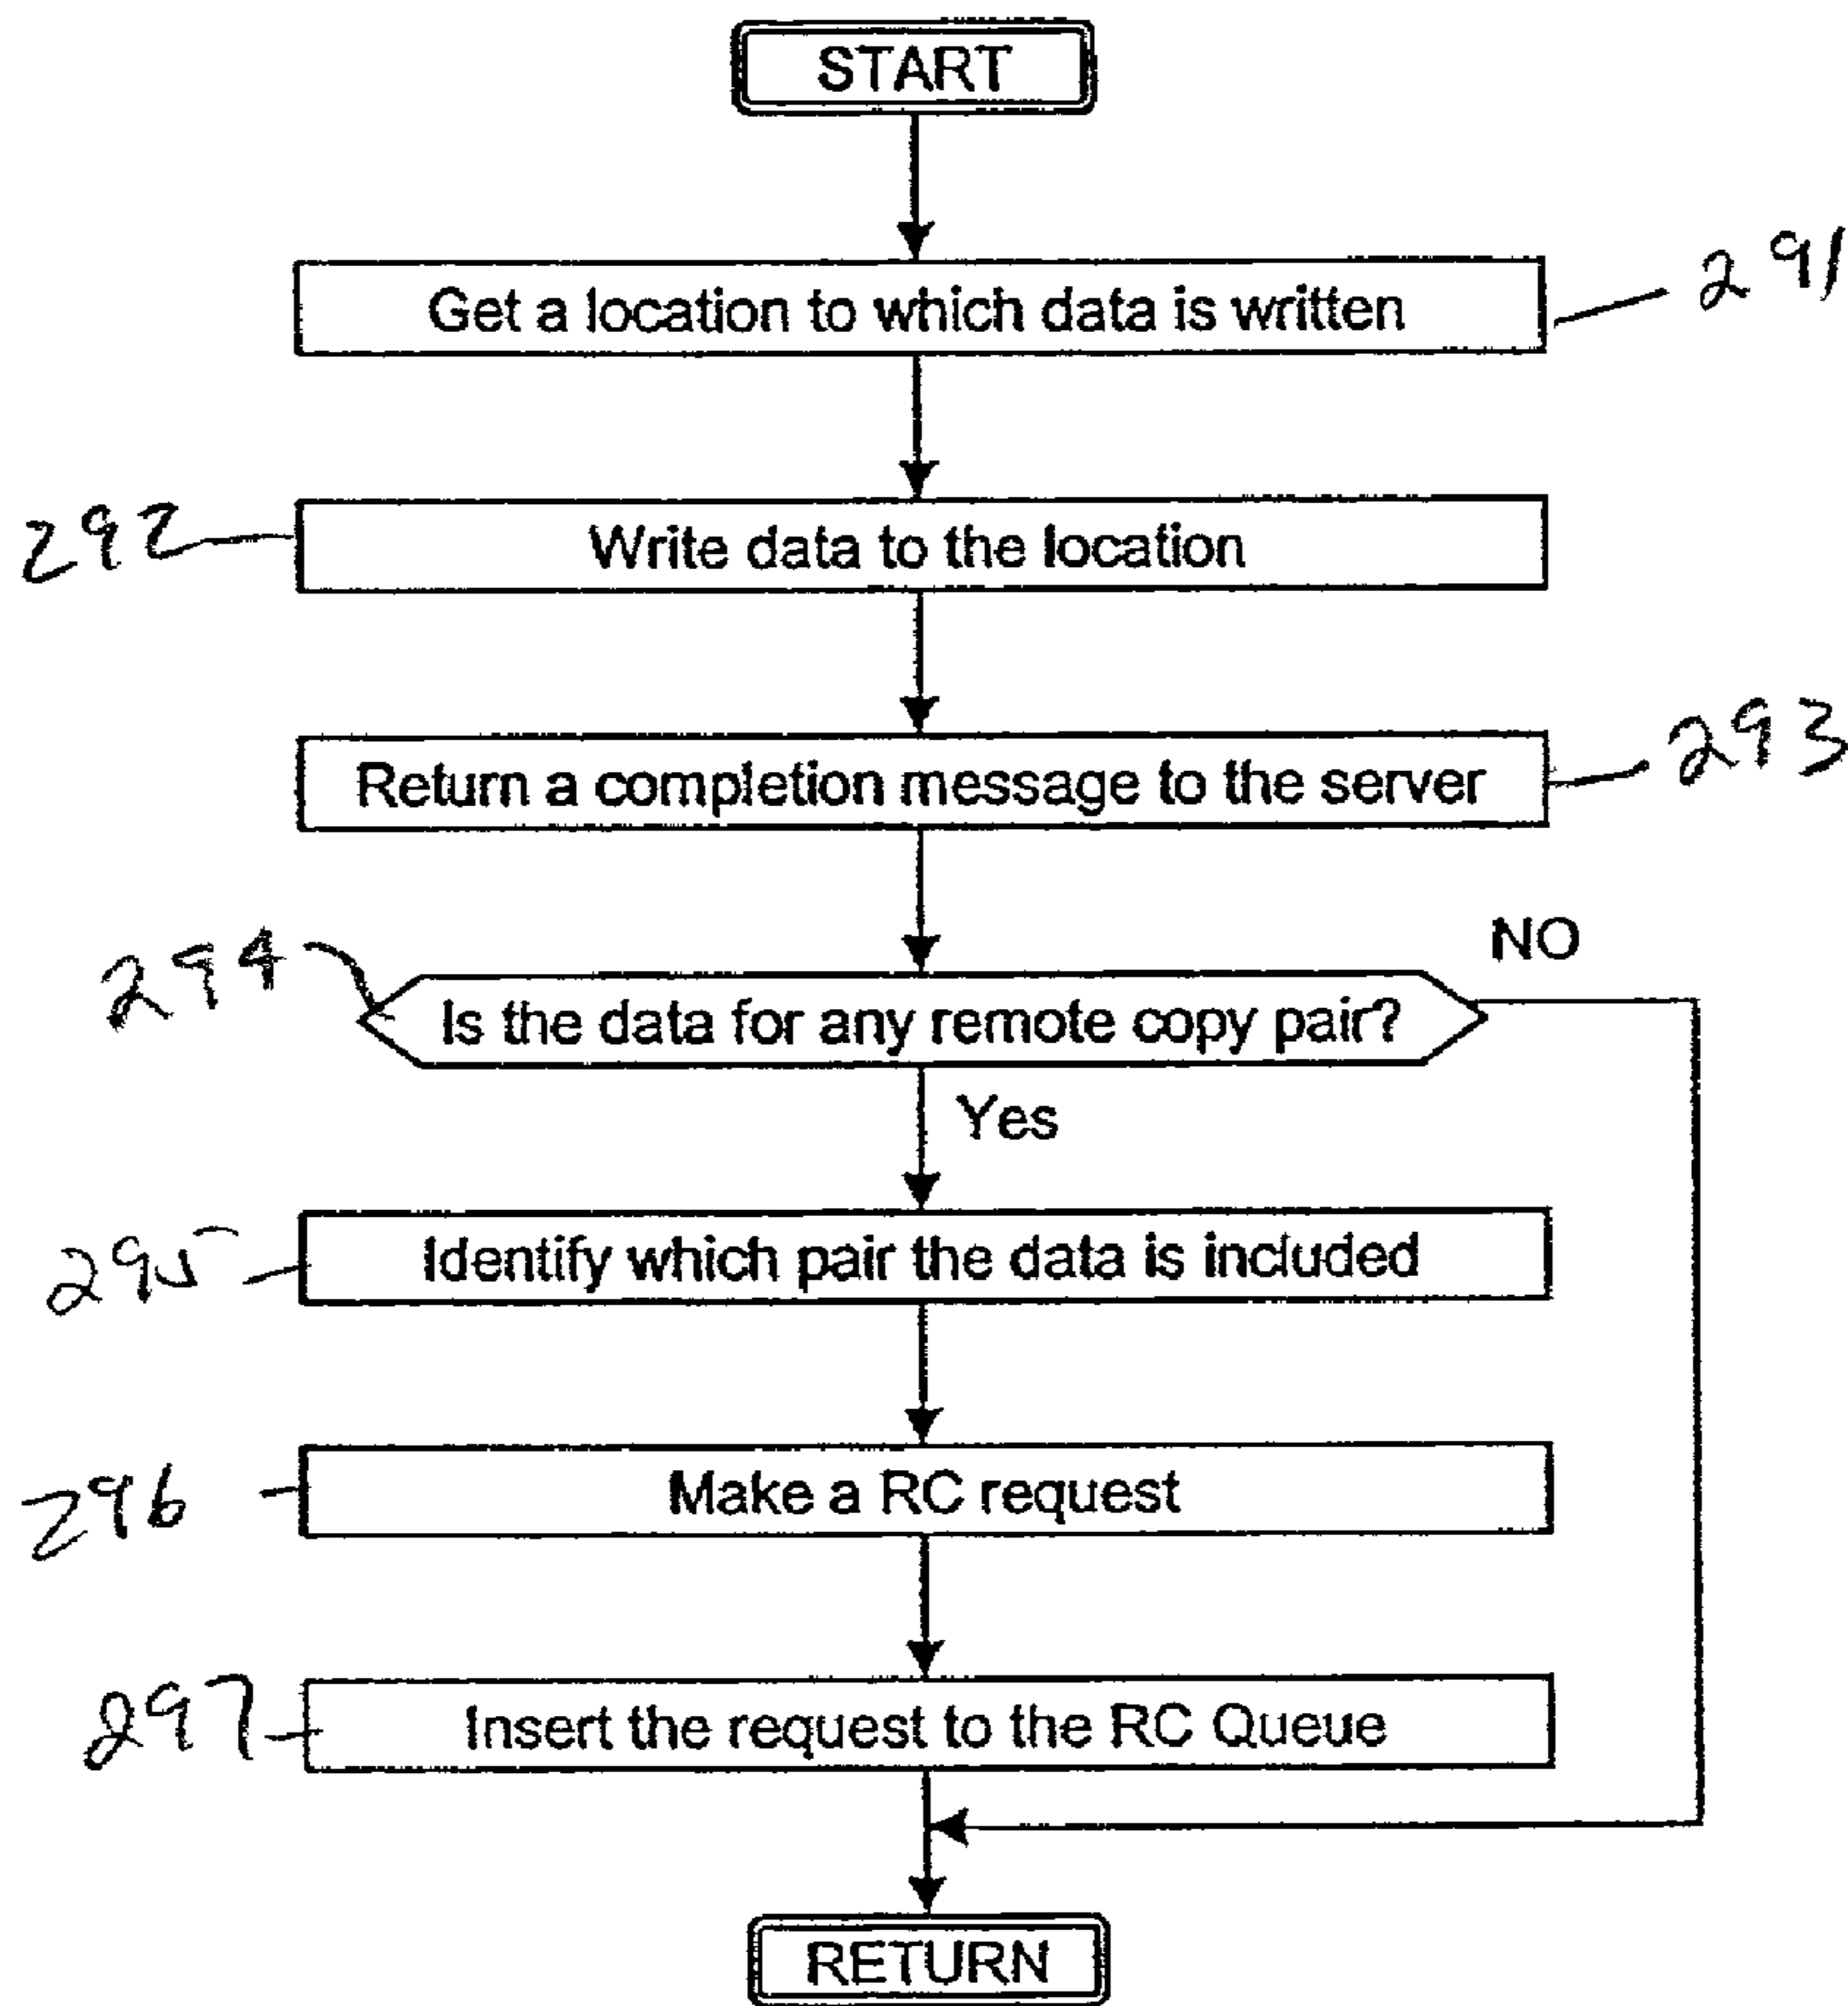 START
Get a location to which data is written
291
292
Write data to the location
Return a completion message to the server
293
294
NO
Is the data for any remote copy pair?
Yes
295
Identify which pair the data is included
296
Make a RC request
297
Insert the request to the RC Queue
RETURN